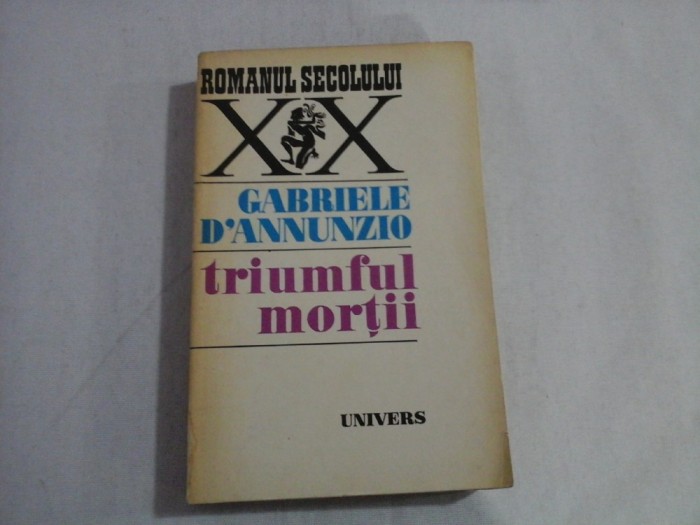 ROMANUL SECOLULUI
XX
GABRIELE
D'ANNUNZIO
triumful
morții
UNIVERS